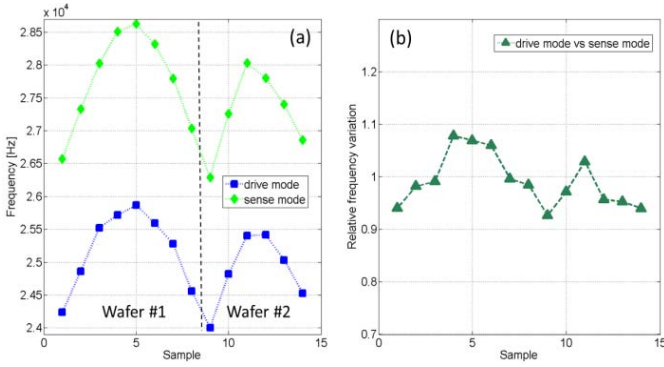 2.8 x 10⁴
2.85
2.8
2.75
2.7
2.65
2.6
2.55
2.5
2.45
2.4
0
5
10
15
Frequency [Hz]
Sample
(a)
drive mode
sense mode
Wafer #1
Wafer #2
(b)
drive mode vs sense mode
1.2
1.1
1
0.9
0.8
0.7
0
5
10
15
Relative frequency variation
Sample